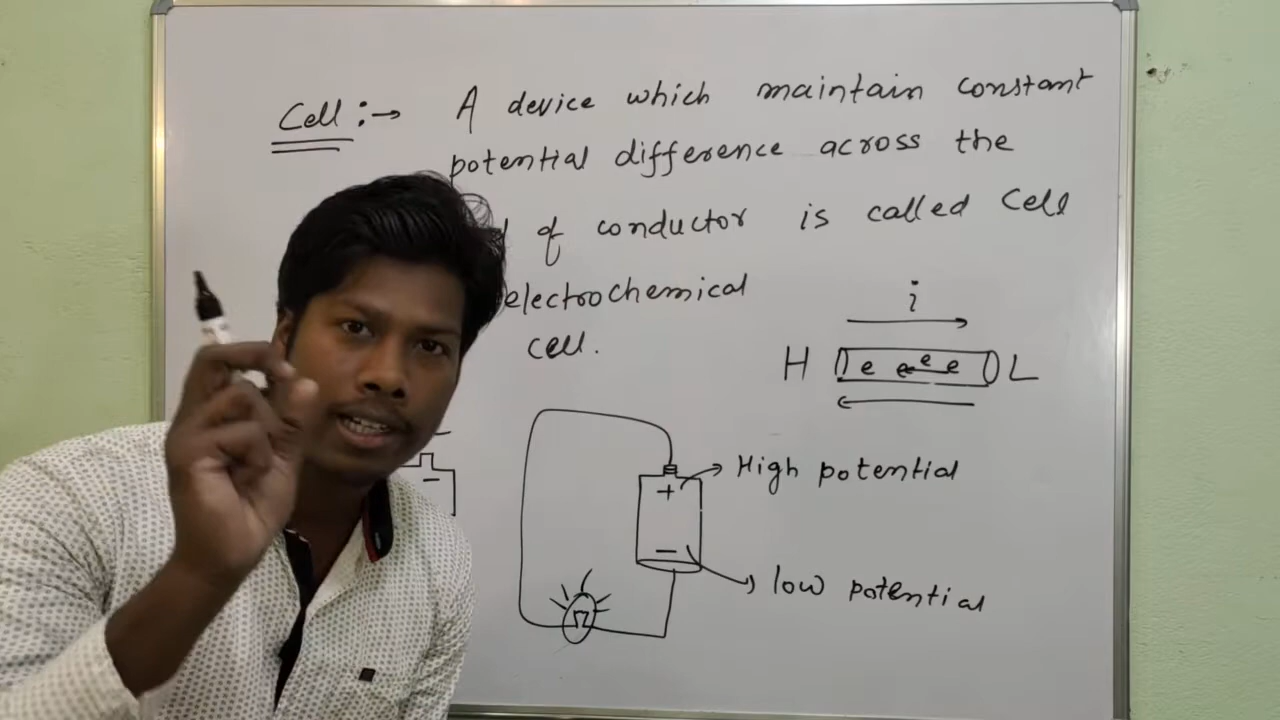 Cell :→ A device which maintain constant
potential difference across the
of conductor is called Cell
electrochemical
cell.
i
H e e e e L
+ High potential
- low potential
-